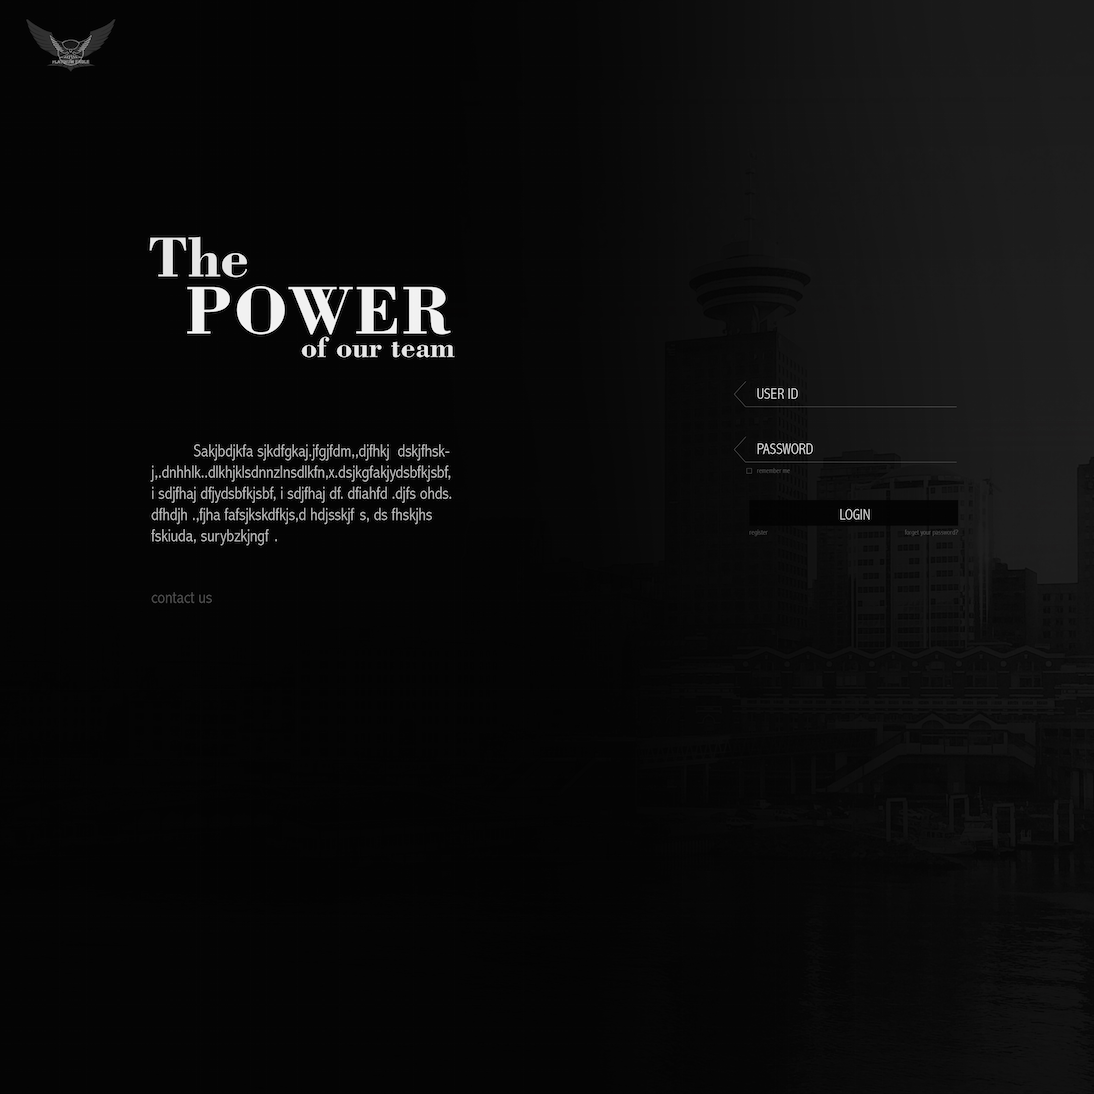 The
POWER
of our team
Sakjbdjkfa sjkdfgkaj.jfgjfdm,,djfhkj dskjfhsk-
j,.dnhhlk..dlkhjklsdnnzlnsdlkfn,x.dsjkgfakjydsbfkjsbf,
i sdjfhaj dfjydsbfkjsbf, i sdjfhaj df. dfiahfd .djfs ohds.
dfhdjh .,fjha fafsjkskdfkjs,d hdjsskjf s, ds fhskjhs
fskiuda, surybzkjngf .
contact us
USER ID
PASSWORD
remember me
LOGIN
register
forget your password?